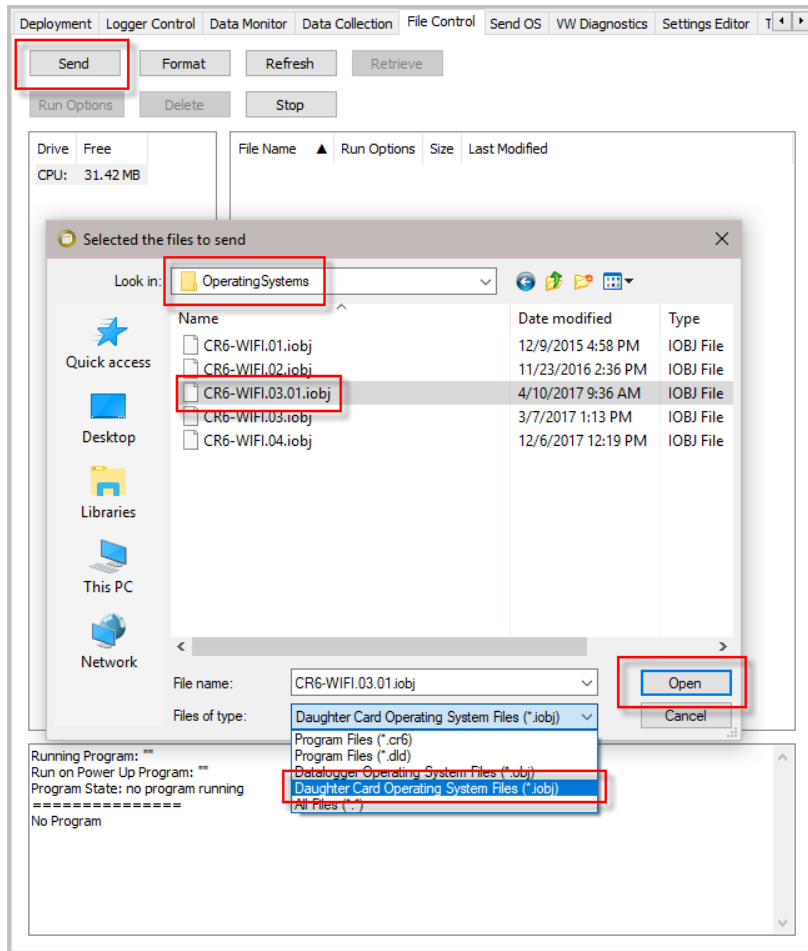 Deployment Logger Control Data Monitor Data Collection File Control Send OS VW Diagnostics Settings Editor T
Send Format Refresh Retrieve
Run Options Delete Stop
Drive Free File Name Run Options Size Last Modified
CPU: 31.42 MB
Selected the files to send
Look in: OperatingSystems
Name Date modified Type
CR6-WIFI.01.iobj 12/9/2015 4:58 PM IOBJ File
CR6-WIFI.02.iobj 11/23/2016 2:36 PM IOBJ File
CR6-WIFI.03.01.iobj 4/10/2017 9:36 AM IOBJ File
CR6-WIFI.03.iobj 3/7/2017 1:13 PM IOBJ File
CR6-WIFI.04.iobj 12/6/2017 12:19 PM IOBJ File
Quick access
Desktop
Libraries
This PC
Network
File name: CR6-WIFI.03.01.iobj Open
Files of type: Daughter Card Operating System Files (*.iobj) Cancel
Program Files (*.cr6)
Program Files (*.dld)
Datalogger Operating System Files (*.obj)
Daughter Card Operating System Files (*.iobj)
All Files (*.*)
Running Program: ""
Run on Power Up Program: ""
Program State: no program running
===============
No Program